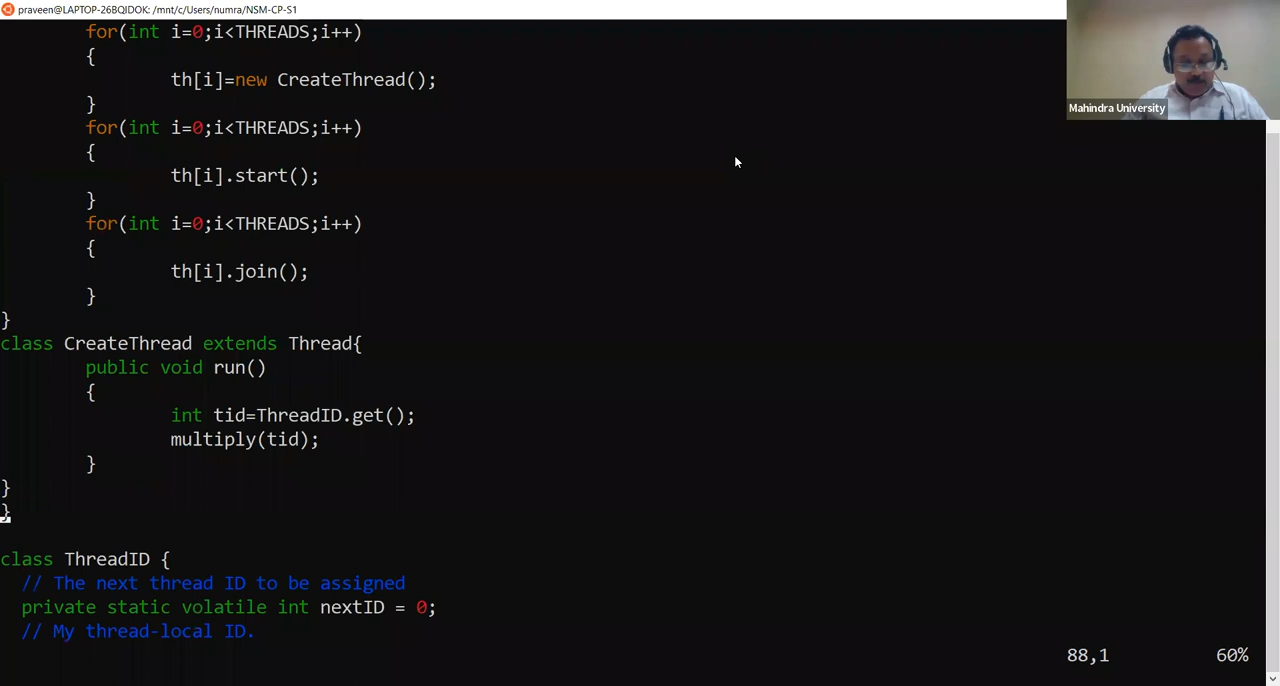 praveen@LAPTOP-26BQIDOK: /mnt/c/Users/numra/NSM-CP-S1
for(int i=0;i<THREADS;i++)
{
th[i]=new CreateThread();
}
for(int i=0;i<THREADS;i++)
{
th[i].start();
}
for(int i=0;i<THREADS;i++)
{
th[i].join();
}
}
class CreateThread extends Thread{
public void run()
{
int tid=ThreadID.get();
multiply(tid);
}
}
}
class ThreadID {
// The next thread ID to be assigned
private static volatile int nextID = 0;
// My thread-local ID.
88,1 60%
Mahindra University